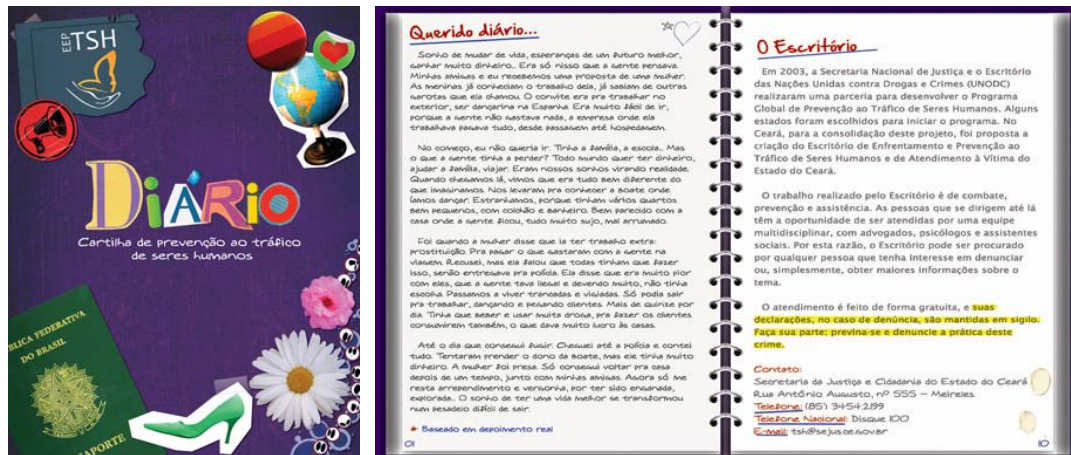 EEP TSH
DIÁRIO
Cartilha de prevenção ao tráfico
de seres humanos
BLICA FEDERATIVA
DO BRASIL
SAPORTE
Querido diário...
Sonho de mudar de vida, esperanças de um futuro melhor,
ganhar muito dinheiro... Era só nisso que a gente pensava.
Minhas amigas e eu recebemos uma proposta de uma mulher.
As meninas já conheciam o trabalho dela, já sabiam de outras
garotas que ela chamou. O convite era pra trabalhar no
exterior, ser dançarina na Espanha. Era muito fácil de ir,
porque a gente não gastava nada, a empresa onde ela
trabalhava pagava tudo, desde passagem até hospedagem.
No começo, eu não queria ir. Tinha a família, a escola... Mas
o que a gente tinha a perder? Todo mundo quer ter dinheiro,
ajudar a família, viajar. Eram nossos sonhos virando realidade.
Quando chegamos lá, vimos que era tudo bem diferente do
que imaginamos. Nos levaram pra conhecer a boate onde
íamos dançar. Estranhamos, porque tinham vários quartos
bem pequenos, com colchão e banheiro. Bem parecido com a
casa onde a gente ficou, tudo muito sujo, mal arrumado.
Foi quando a mulher disse que ia ter trabalho extra:
prostituição. Pra pagar o que gastaram com a gente na
viagem. Recusei, mas ela falou que todas tinham que fazer
isso, senão entregava pra polícia. Ela disse que era muito pior
com eles, que a gente tava ilegal e devendo muito, não tinha
escolha. Passamos a viver trancadas e vigiadas. Só podia sair
pra trabalhar, dançando e pegando clientes. Mais de quinze por
dia. Tinha que beber e usar muita droga, pra fazer os clientes
consumirem também, o que dava muito lucro às casas.
Até o dia que consegui fugir. Cheguei até a polícia e contei
tudo. Tentaram prender o dono da boate, mas ele tinha muito
dinheiro. A mulher foi presa. Só consegui voltar pra casa
depois de um tempo, junto com minhas amigas. Agora só me
resta arrependimento e vergonha, por ter sido enganada,
explorada... O sonho de ter uma vida melhor se transformou
num pesadelo difícil de sair.
Baseado em depoimento real
01
O Escritório
Em 2003, a Secretaria Nacional de Justiça e o Escritório
das Nações Unidas contra Drogas e Crimes (UNODC)
realizaram uma parceria para desenvolver o Programa
Global de Prevenção ao Tráfico de Seres Humanos. Alguns
estados foram escolhidos para iniciar o programa. No
Ceará, para a consolidação deste projeto, foi proposta a
criação do Escritório de Enfrentamento e Prevenção ao
Tráfico de Seres Humanos e de Atendimento à Vítima do
Estado do Ceará.
O trabalho realizado pelo Escritório é de combate,
prevenção e assistência. As pessoas que se dirigem até lá
têm a oportunidade de ser atendidas por uma equipe
multidisciplinar, com advogados, psicólogos e assistentes
sociais. Por esta razão, o Escritório pode ser procurado
por qualquer pessoa que tenha interesse em denunciar
ou, simplesmente, obter maiores informações sobre o
tema.
O atendimento é feito de forma gratuita, e suas
declarações, no caso de denúncia, são mantidas em sigilo.
Faça sua parte: previna-se e denuncie a prática deste
crime.
Contato:
Secretaria da Justiça e Cidadania do Estado do Ceará
Rua Antônio Augusto, nº 555 – Meireles
Telefone: (85) 3454.2199
Telefone Nacional: Disque 100
E-mail: tsh@sejus.ce.gov.br
10